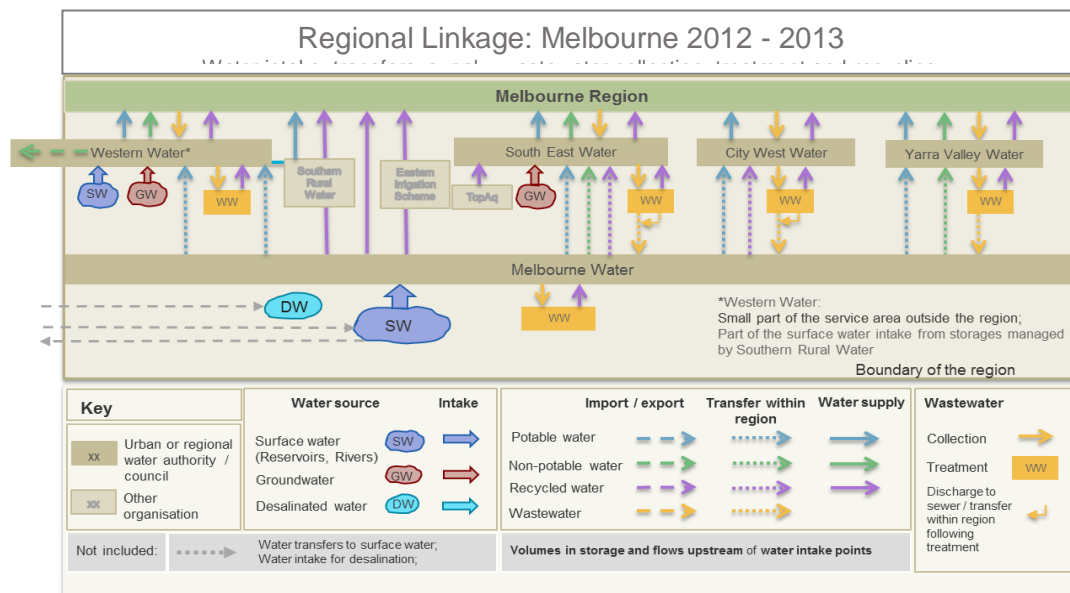 Regional Linkage: Melbourne 2012 - 2013
Melbourne Region
Western Water*
South East Water
City West Water
Yarra Valley Water
Southern
Rural
Water
Eastern
Irrigation
Scheme
TopAq
SW
GW
WW
GW
WW
WW
WW
Melbourne Water
DW
SW
WW
*Western Water:
Small part of the service area outside the region;
Part of the surface water intake from storages managed
by Southern Rural Water
Boundary of the region
Key
xx
Urban or regional
water authority /
council
xx
Other
organisation
Water source
Intake
Surface water
(Reservoirs, Rivers)
SW
Groundwater
GW
Desalinated water
DW
Import / export
Transfer within
region
Water supply
Potable water
Non-potable water
Recycled water
Wastewater
Wastewater
Collection
Treatment
WW
Discharge to
sewer / transfer
within region
following
treatment
Not included:
Water transfers to surface water;
Water intake for desalination;
Volumes in storage and flows upstream of water intake points